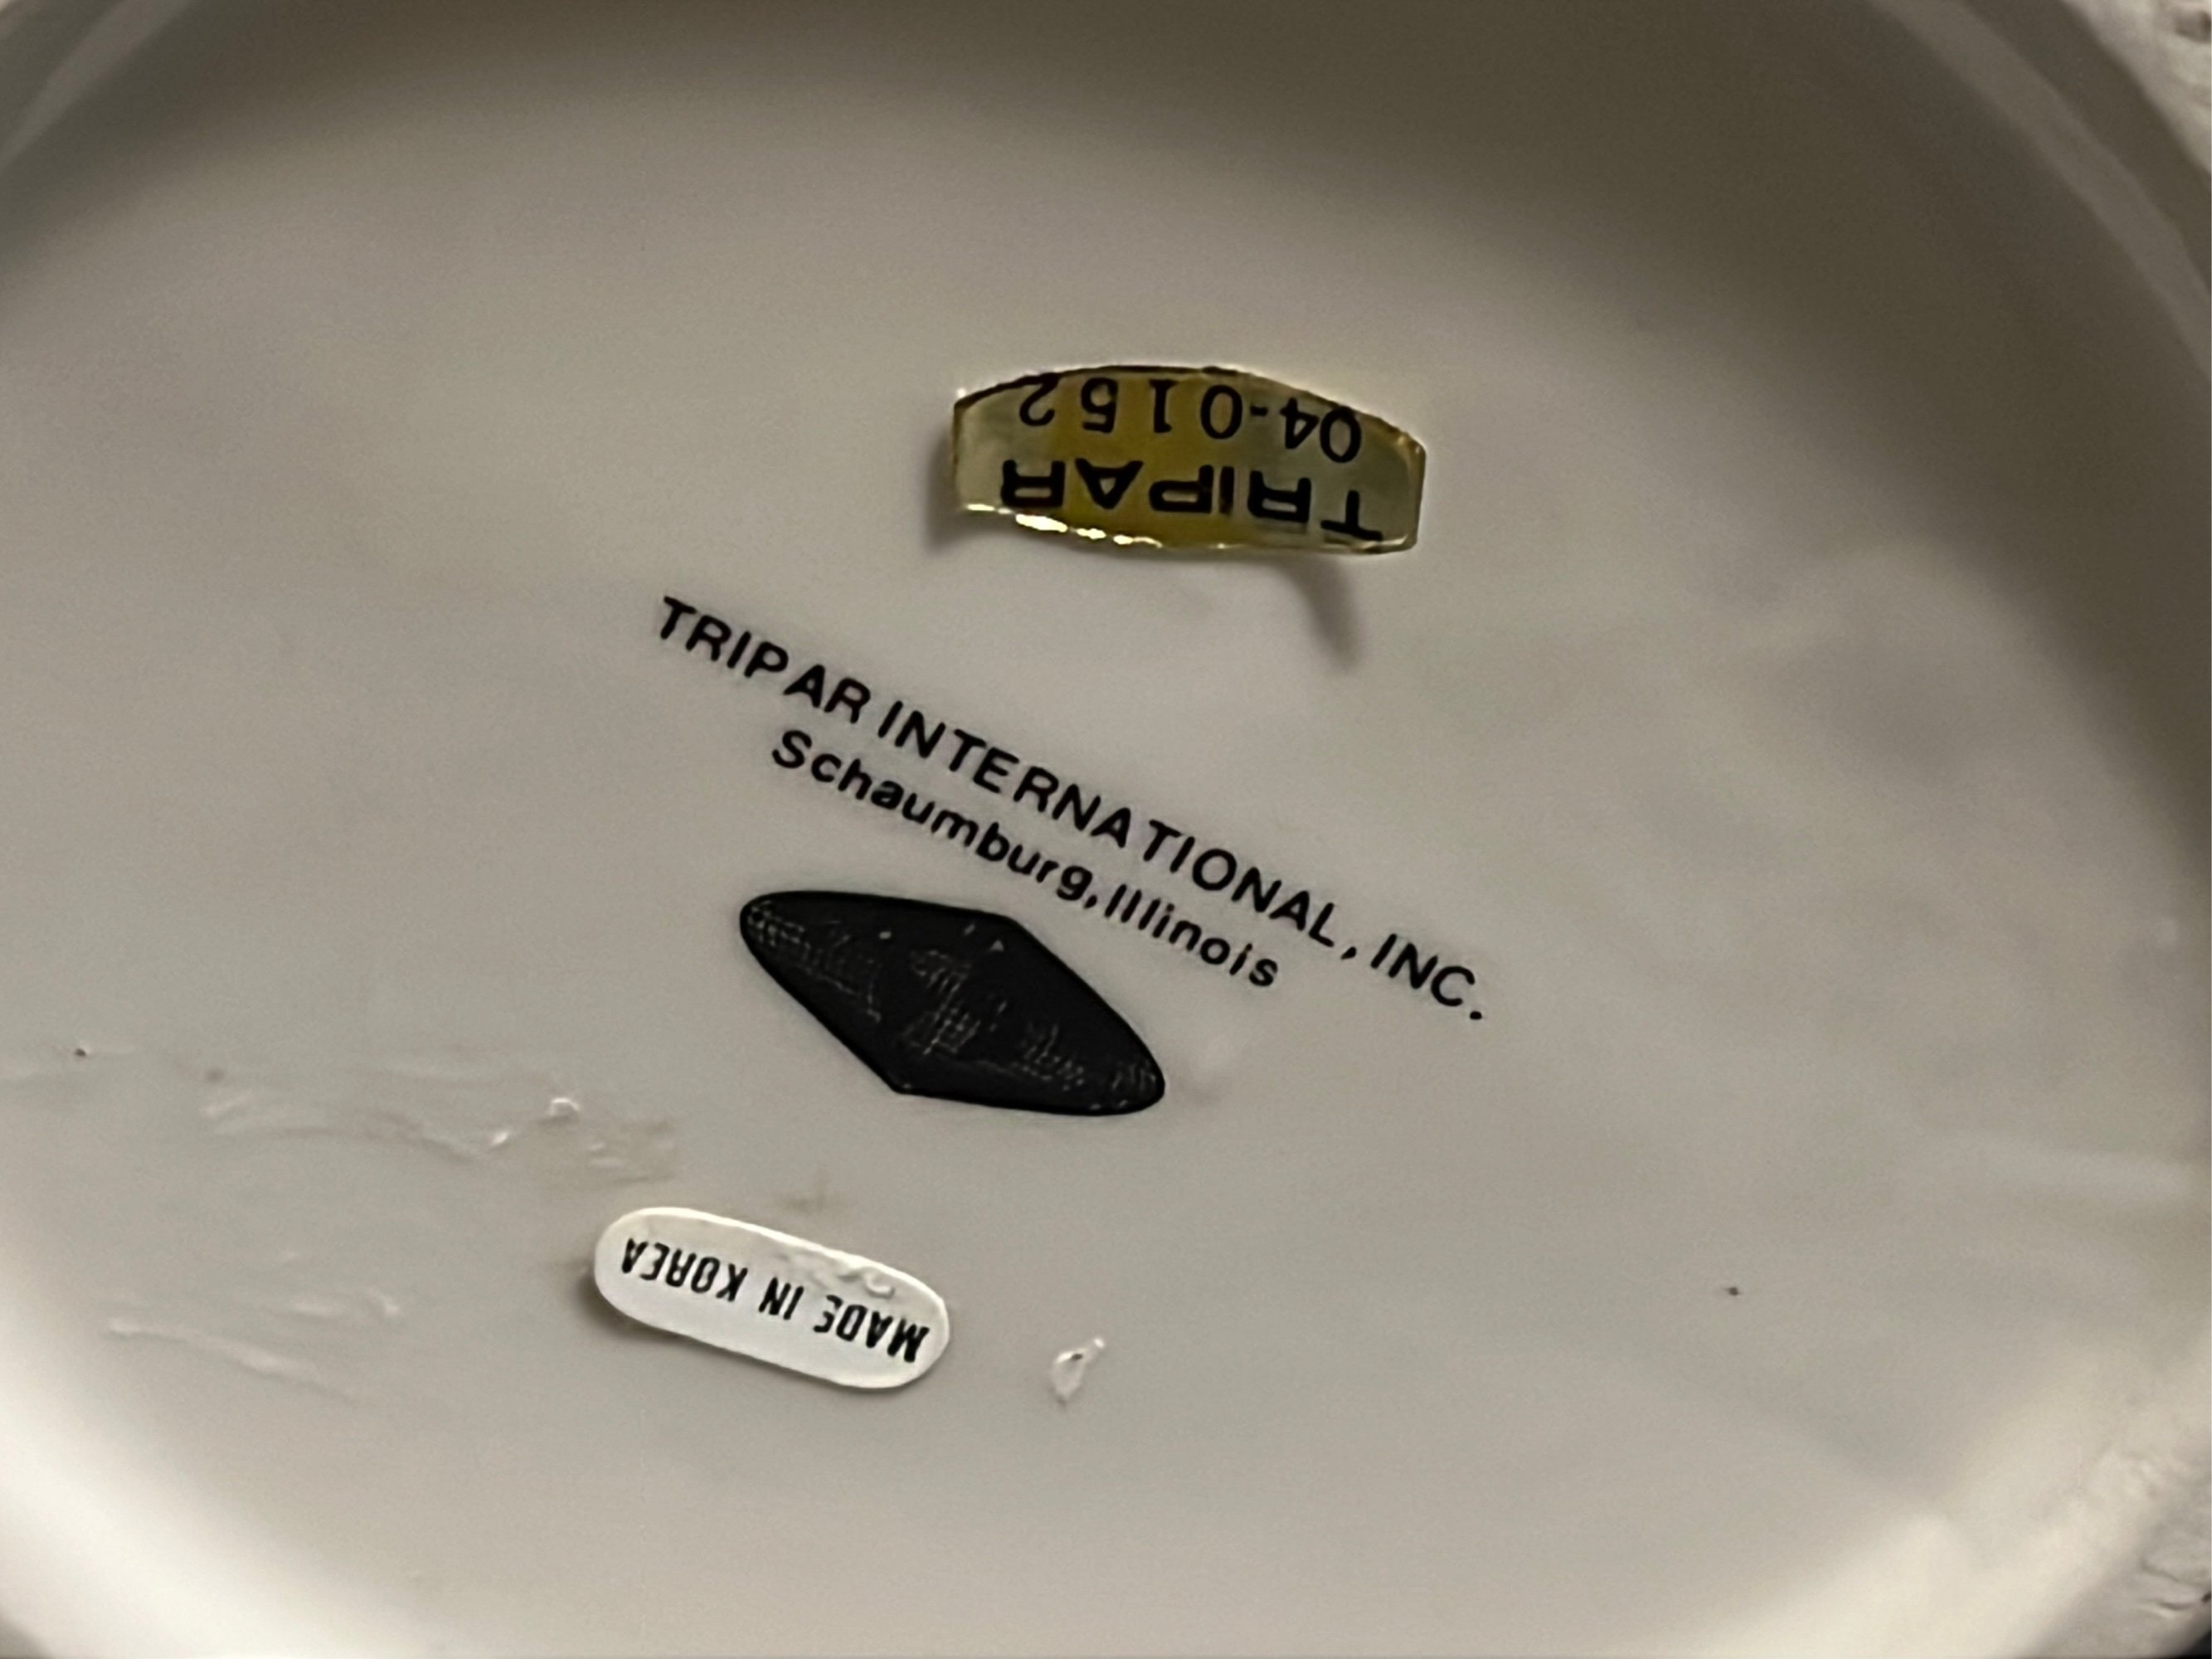 TRIPAR
04-0152
TRIPAR INTERNATIONAL, INC.
Schaumburg, Illinois
MADE IN KOREA